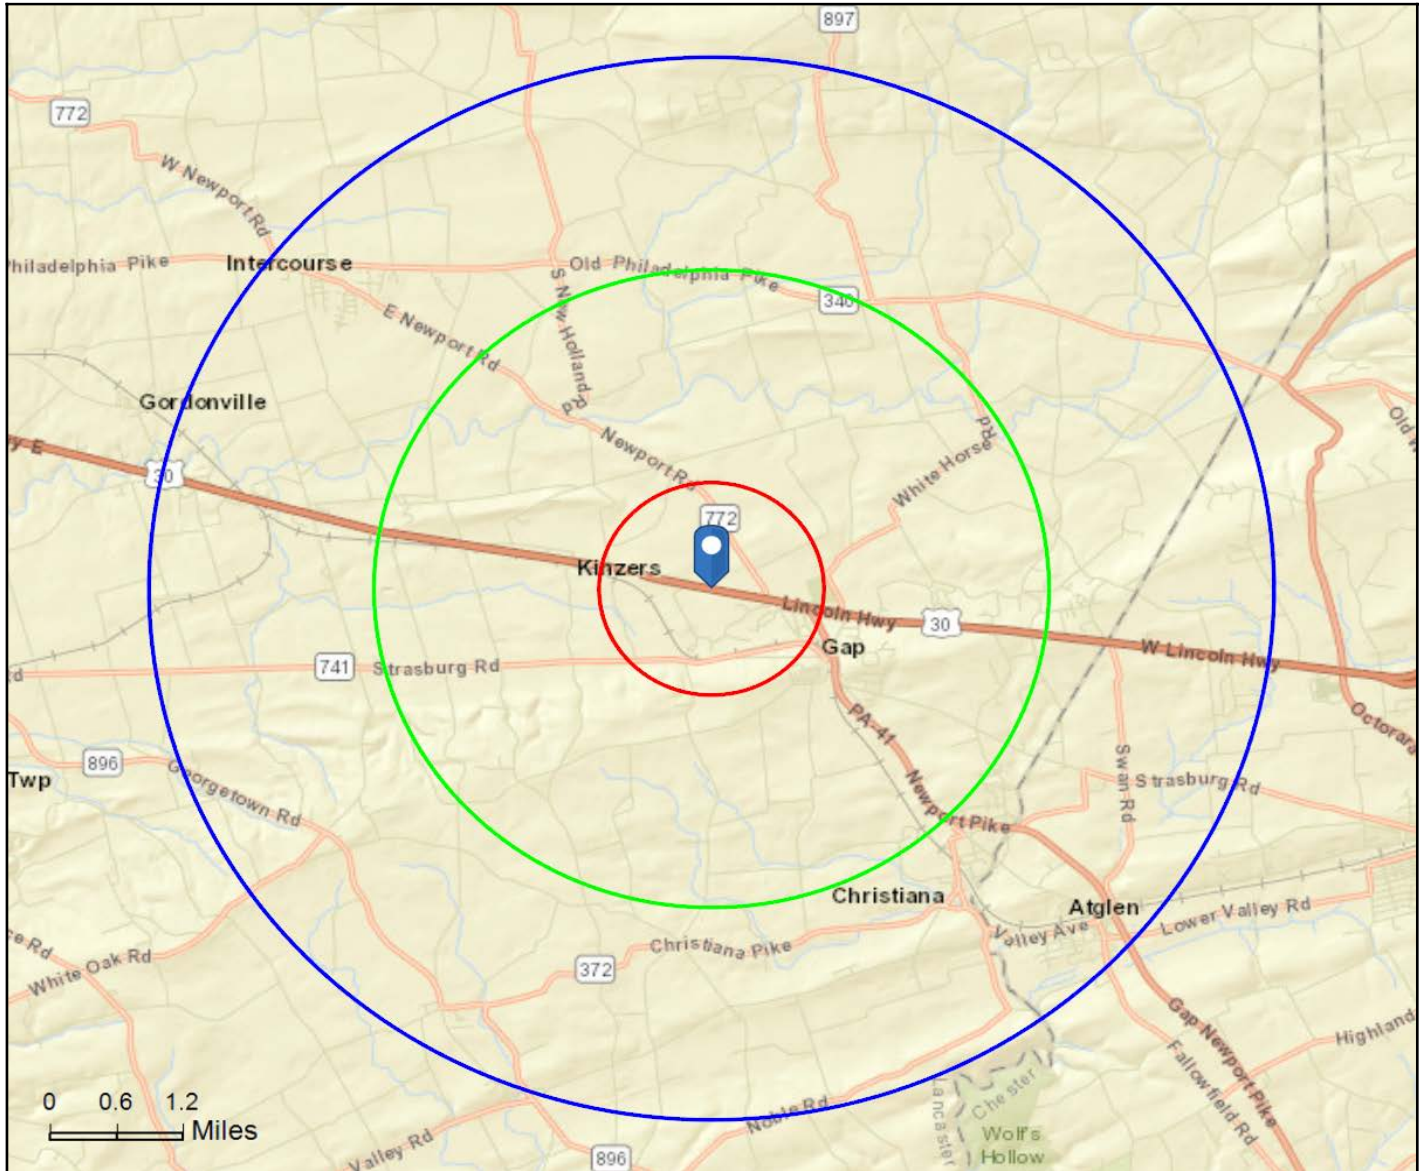 897
772
W Newport Rd
Philadelphia Pike
Intercourse
Old Philadelphia Pike
340
S New Holland Rd
E Newport Rd
Gordonville
Rd
Newport Rd
White Horse
y E
30
772
Kinzers
Lincoln Hwy
30
Gap
W Lincoln Hwy
741
Strasburg Rd
PA-41
Octorara
Twp
896
Georgetown Rd
Newport Pike
Swan Rd
Strasburg Rd
Christiana
Atglen
Lower Valley Rd
Valley Ave
Christiana Pike
372
ce Rd
White Oak Rd
Gap Newport Pike
Highland
Fallowfield Rd
0 0.6 1.2
Miles
Noble Rd
Lancaster
Chester
Wolf's
Hollow
Valley Rd
896